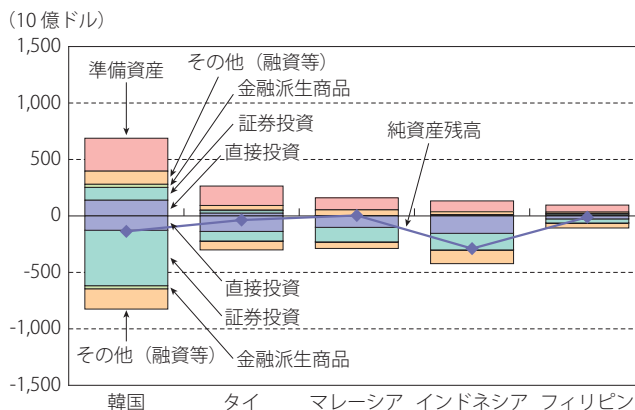 （10 億ドル）
1,500
1,000
500
0
-500
-1,000
-1,500
準備資産
その他（融資等）
金融派生商品
証券投資
直接投資
純資産残高
直接投資
証券投資
その他（融資等）
金融派生商品
韓国
タイ
マレーシア
インドネシア
フィリピン